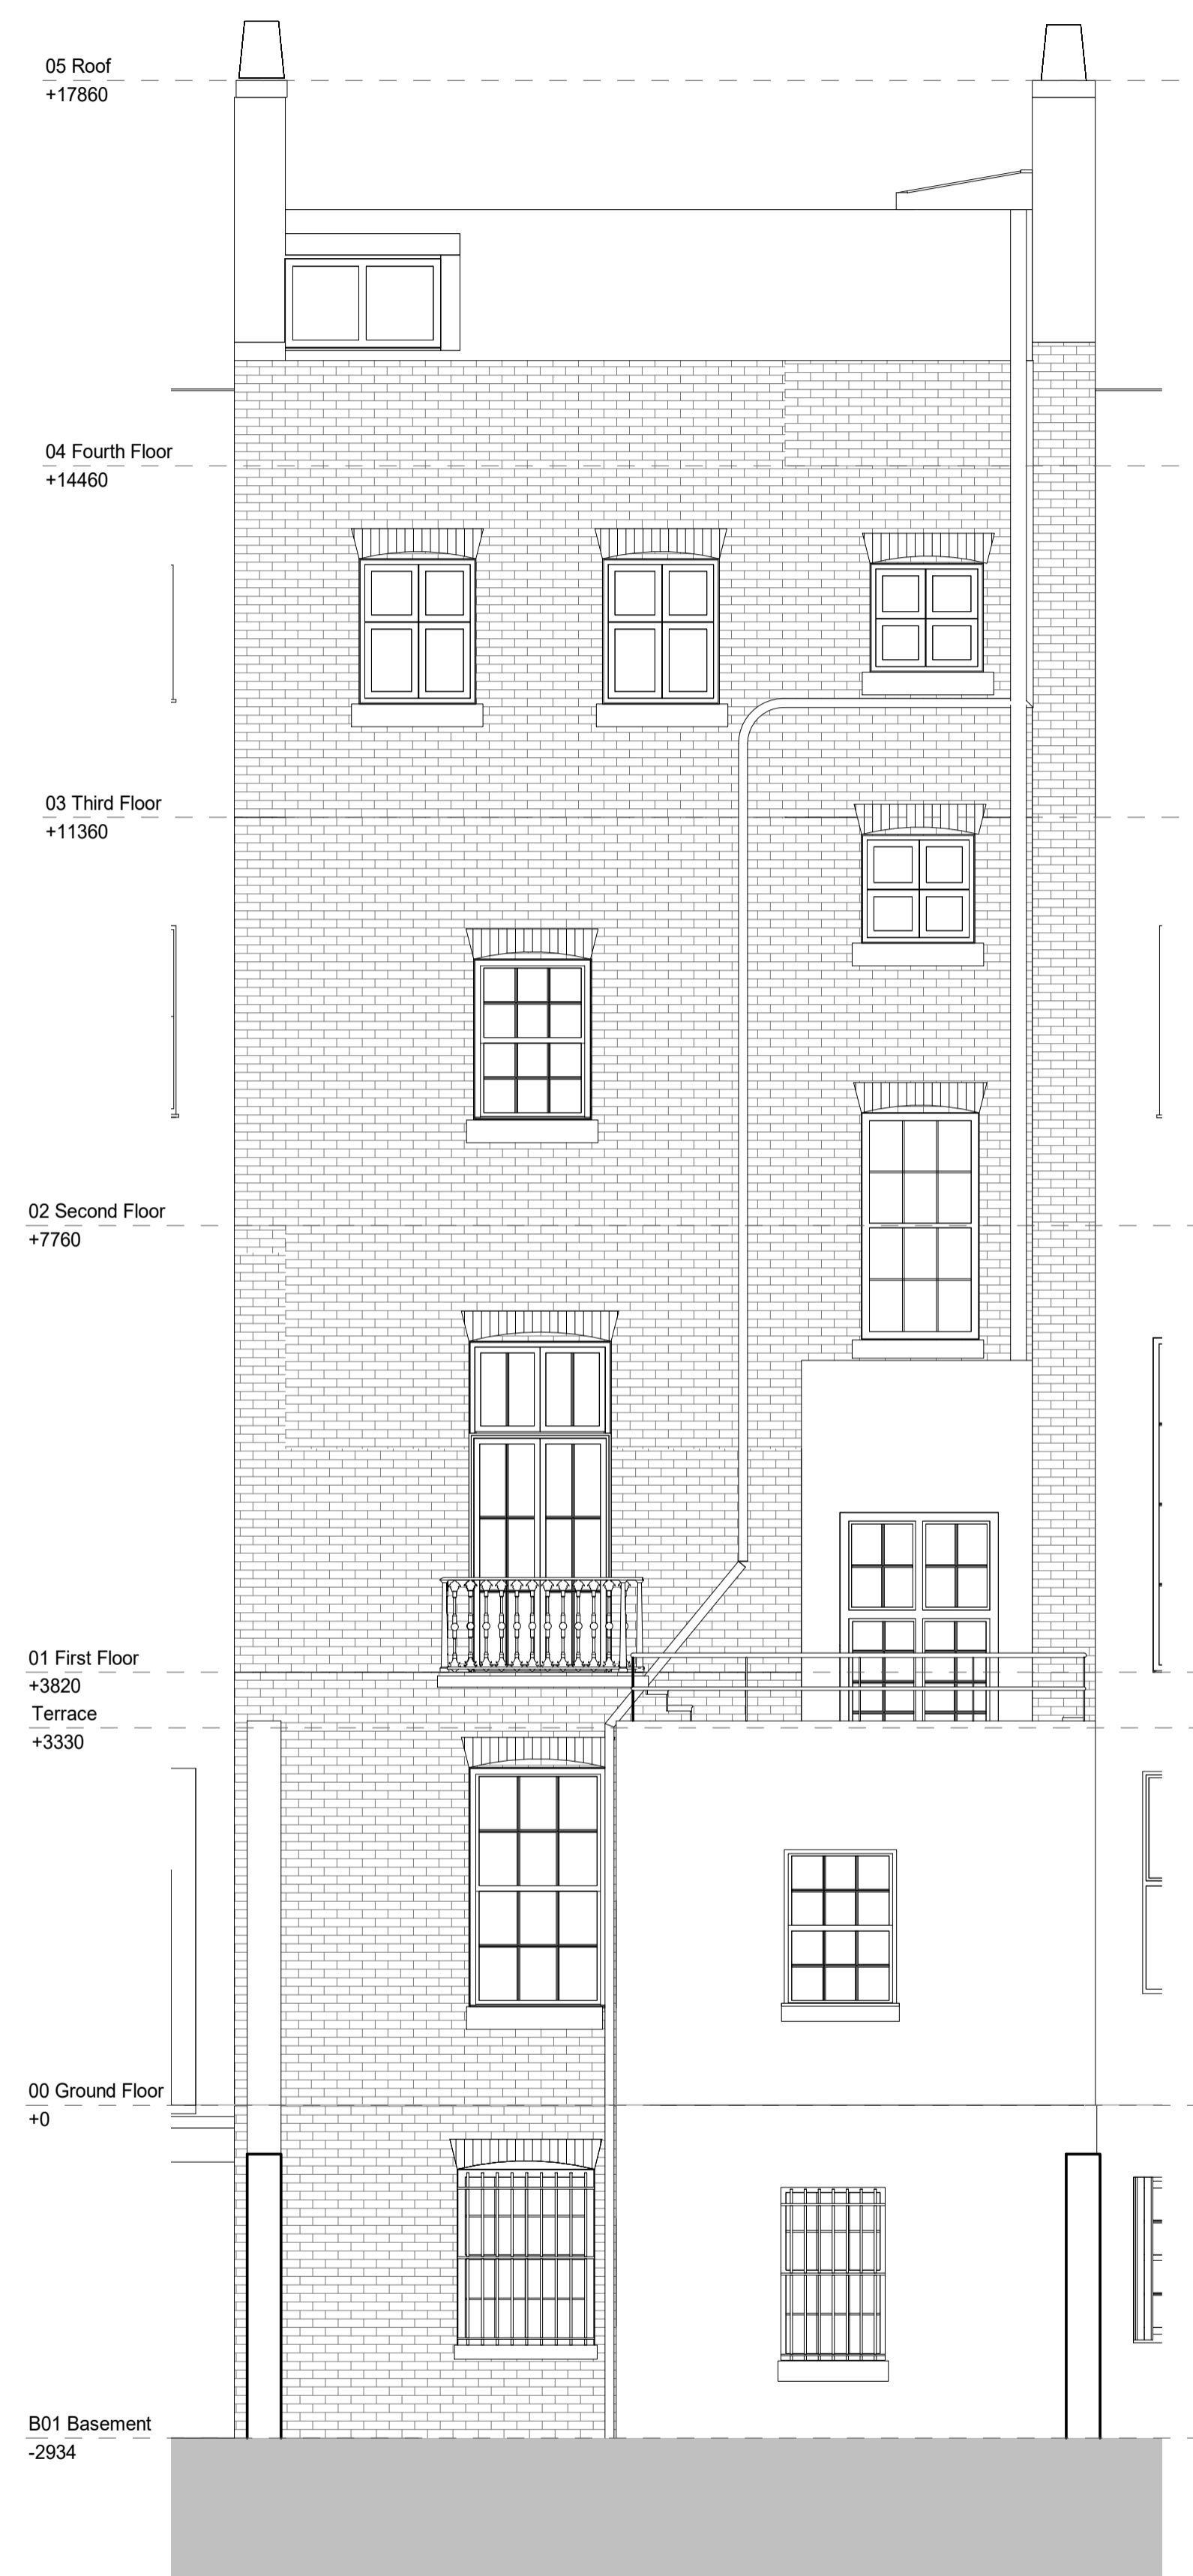 05 Roof
+17860
04 Fourth Floor
+14460
03 Third Floor
+11360
02 Second Floor
+7760
01 First Floor
+3820
Terrace
+3330
00 Ground Floor
+0
B01 Basement
-2934